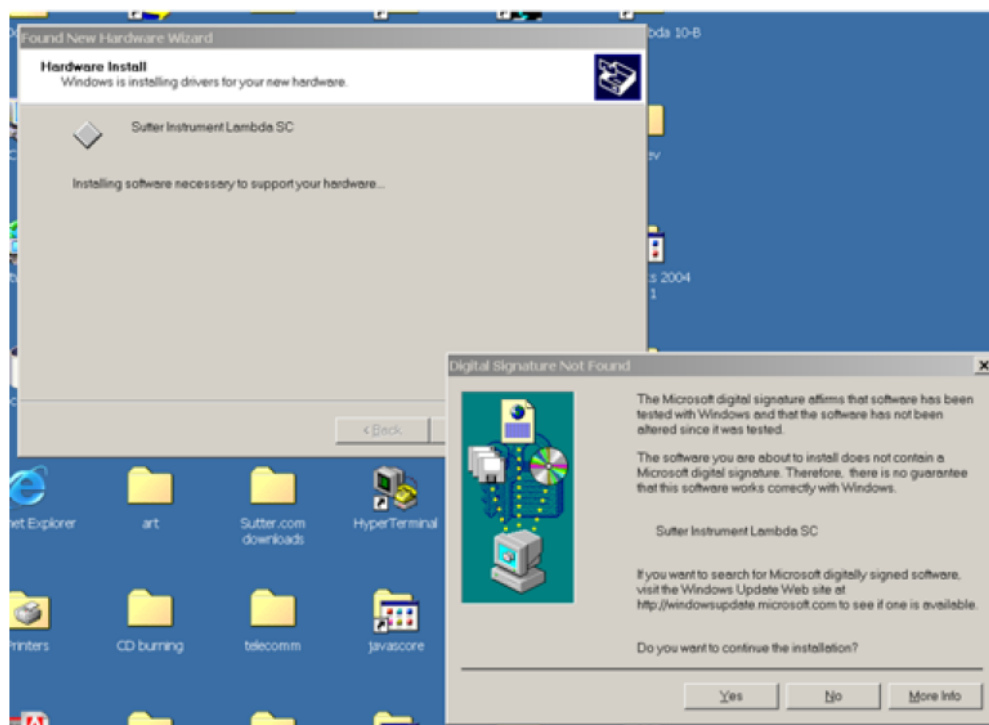 bda 10-B
Found New Hardware Wizard
Hardware Install
Windows is installing drivers for your new hardware.
Sutter Instrument Lambda SC
Installing software necessary to support your hardware...
ev
s 2004
1
< Back
Digital Signature Not Found
The Microsoft digital signature affirms that software has been
tested with Windows and that the software has not been
altered since it was tested.
The software you are about to install does not contain a
Microsoft digital signature. Therefore, there is no guarantee
that this software works correctly with Windows.
Sutter Instrument Lambda SC
If you want to search for Microsoft digitally signed software,
visit the Windows Update Web site at
http://windowsupdate.microsoft.com to see if one is available.
Do you want to continue the installation?
Yes
No
More Info
net Explorer
art
Sutter.com
downloads
HyperTerminal
Printers
CD burning
telecomm
javascore